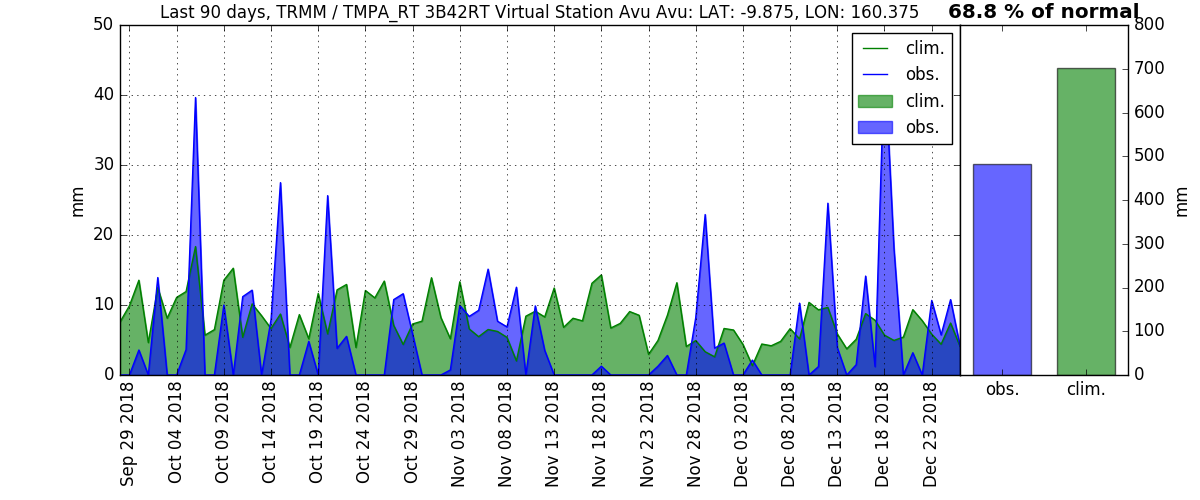 Last 90 days, TRMM / TMPA_RT 3B42RT Virtual Station Avu Avu: LAT: -9.875, LON: 160.375
68.8 % of normal
50
40
30
20
10
0
mm
clim.
obs.
clim.
obs.
800
700
600
500
400
300
200
100
0
mm
Sep 29 2018
Oct 04 2018
Oct 09 2018
Oct 14 2018
Oct 19 2018
Oct 24 2018
Oct 29 2018
Nov 03 2018
Nov 08 2018
Nov 13 2018
Nov 18 2018
Nov 23 2018
Nov 28 2018
Dec 03 2018
Dec 08 2018
Dec 13 2018
Dec 18 2018
Dec 23 2018
obs.
clim.